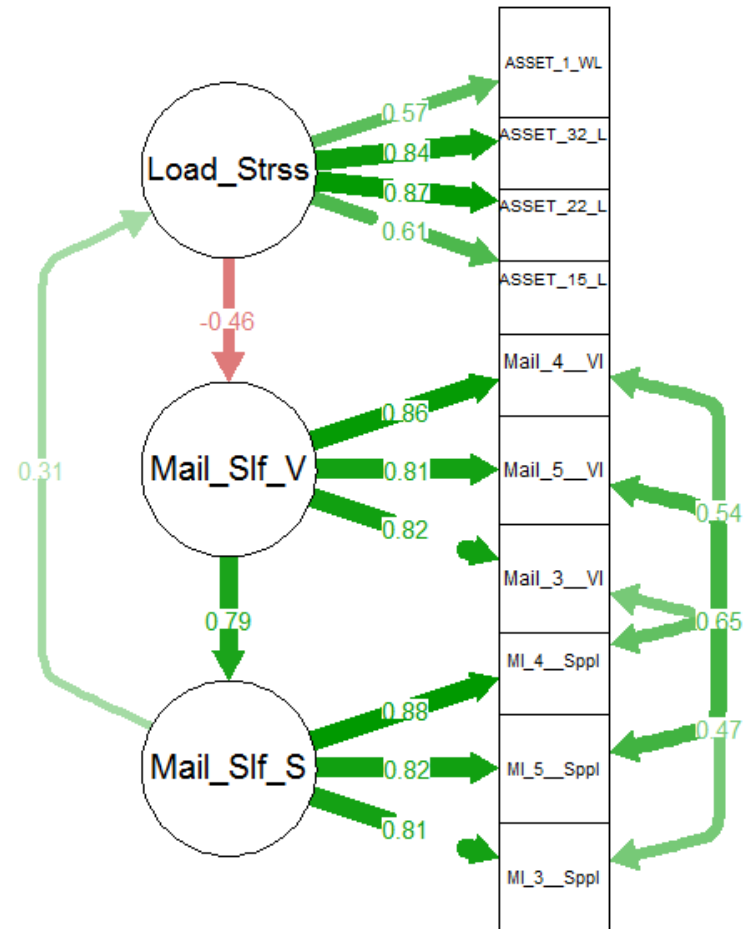 ASSET_1_WL
0.57
ASSET_32_L
0.84
Load_Strss
0.87
ASSET_22_L
0.61
ASSET_15_L
-0.46
Mail_4__VI
0.86
Mail_Slf_V
0.81
Mail_5__VI
0.31
0.54
0.82
Mail_3__VI
0.79
0.65
MI_4__Sppl
0.88
0.47
Mail_Slf_S
0.82
MI_5__Sppl
0.81
MI_3__Sppl